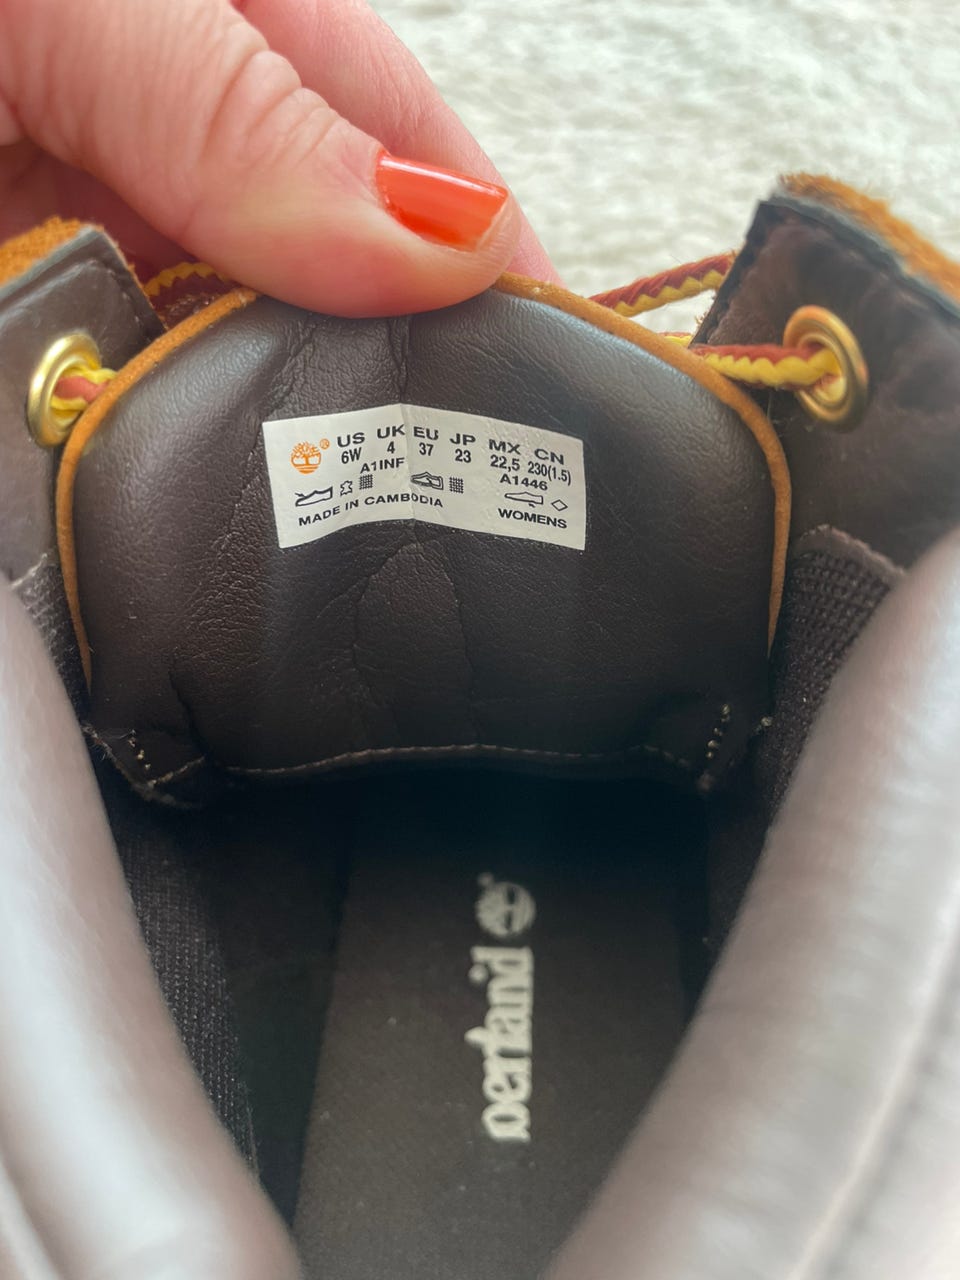 US UK EU JP MX CN
6W 4 37 23 22,5 230(1.5)
A1INF A1446
MADE IN CAMBODIA WOMENS